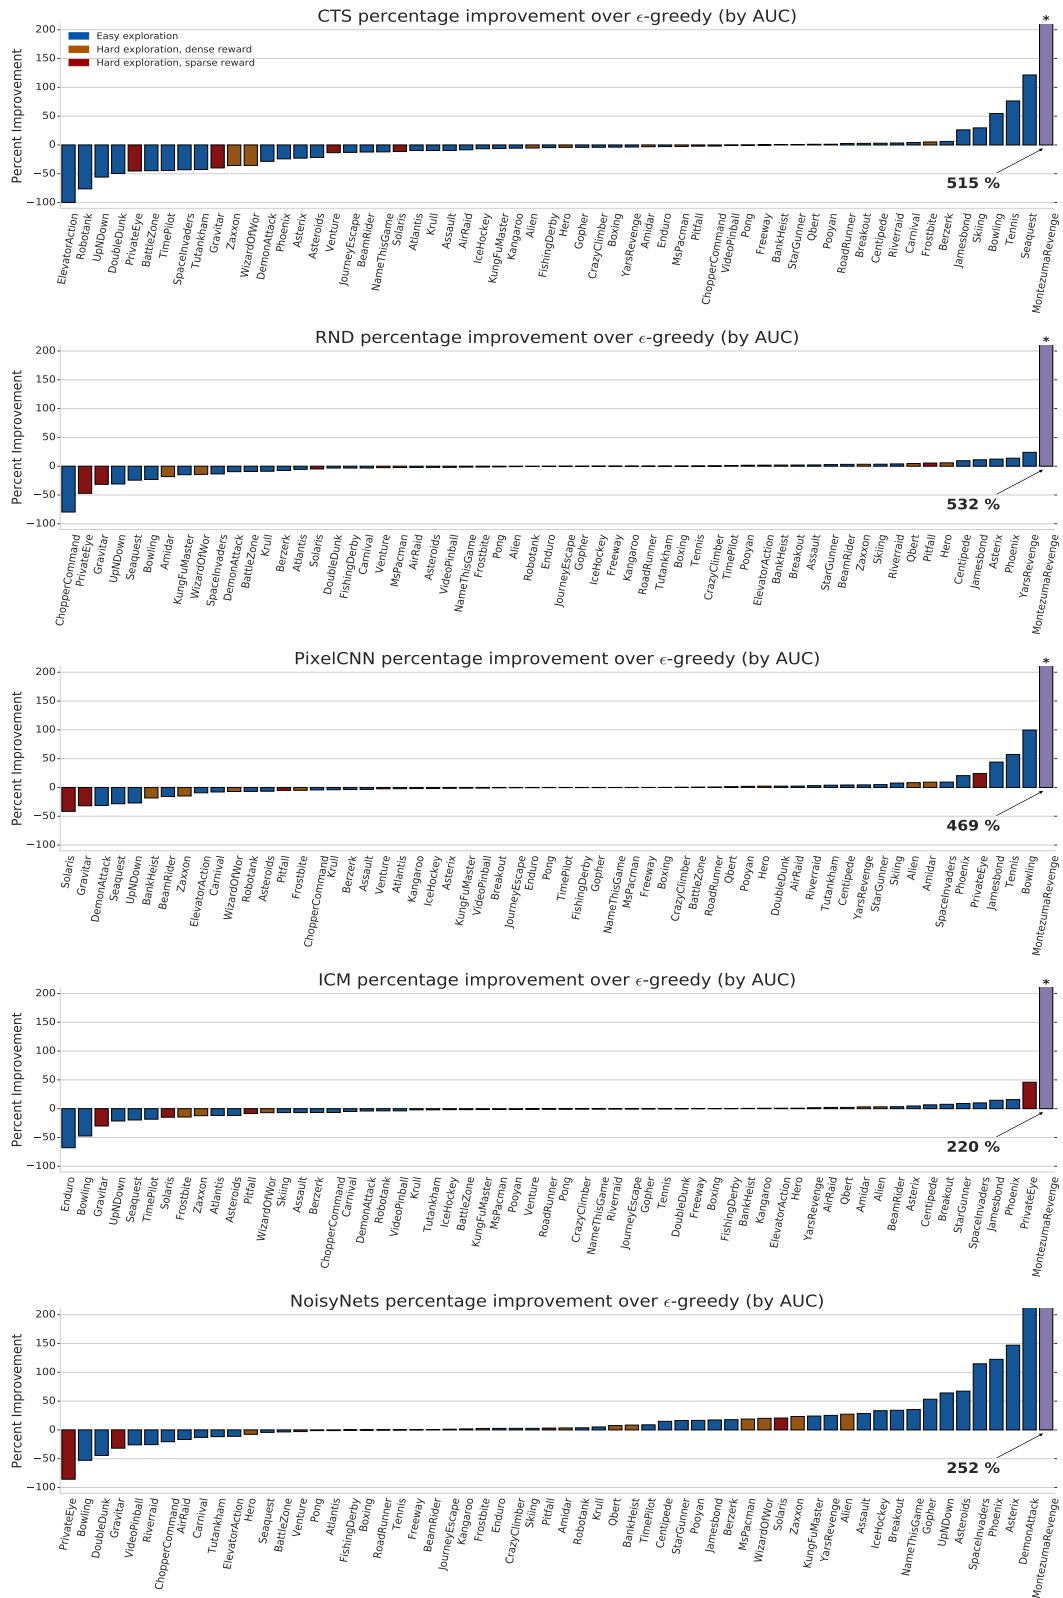 CTS percentage improvement over ϵ-greedy (by AUC)
Percent Improvement
200
150
100
50
0
−50
−100
Easy exploration
Hard exploration, dense reward
Hard exploration, sparse reward
*
515 %
ElevatorAction
Robotank
UpNDown
DoubleDunk
PrivateEye
BattleZone
TimePilot
SpaceInvaders
Tutankham
Gravitar
Zaxxon
WizardOfWor
DemonAttack
Phoenix
Asterix
Asteroids
Venture
JourneyEscape
BeamRider
NameThisGame
Solaris
Atlantis
Krull
Assault
AirRaid
IceHockey
KungFuMaster
Kangaroo
Alien
FishingDerby
Hero
Gopher
CrazyClimber
Boxing
YarsRevenge
Amidar
Enduro
MsPacman
Pitfall
ChopperCommand
VideoPinball
Pong
Freeway
BankHeist
StarGunner
Qbert
Pooyan
RoadRunner
Breakout
Centipede
Riverraid
Carnival
Frostbite
Berzerk
Jamesbond
Skiing
Bowling
Tennis
Seaquest
MontezumaRevenge
RND percentage improvement over ϵ-greedy (by AUC)
Percent Improvement
200
150
100
50
0
−50
−100
*
532 %
ChopperCommand
PrivateEye
Gravitar
UpNDown
Seaquest
Bowling
Amidar
KungFuMaster
WizardOfWor
SpaceInvaders
DemonAttack
BattleZone
Krull
Berzerk
Atlantis
Solaris
DoubleDunk
FishingDerby
Carnival
Venture
MsPacman
AirRaid
Asteroids
VideoPinball
NameThisGame
Frostbite
Pong
Alien
Robotank
Enduro
JourneyEscape
Gopher
IceHockey
Freeway
Kangaroo
RoadRunner
Tutankham
Boxing
Tennis
CrazyClimber
TimePilot
Pooyan
ElevatorAction
BankHeist
Breakout
Assault
StarGunner
BeamRider
Zaxxon
Skiing
Riverraid
Qbert
Pitfall
Hero
Centipede
Jamesbond
Asterix
Phoenix
YarsRevenge
MontezumaRevenge
PixelCNN percentage improvement over ϵ-greedy (by AUC)
Percent Improvement
200
150
100
50
0
−50
−100
*
469 %
Solaris
Gravitar
DemonAttack
Seaquest
UpNDown
BankHeist
BeamRider
Zaxxon
ElevatorAction
Carnival
WizardOfWor
Robotank
Asteroids
Pitfall
Frostbite
ChopperCommand
Krull
Berzerk
Assault
Venture
Atlantis
Kangaroo
IceHockey
Asterix
KungFuMaster
VideoPinball
Breakout
JourneyEscape
Enduro
Pong
TimePilot
FishingDerby
Gopher
NameThisGame
MsPacman
Freeway
Boxing
CrazyClimber
BattleZone
RoadRunner
Qbert
Pooyan
Hero
DoubleDunk
AirRaid
Riverraid
Tutankham
Centipede
YarsRevenge
StarGunner
Skiing
Alien
Amidar
SpaceInvaders
Phoenix
PrivateEye
Jamesbond
Tennis
Bowling
MontezumaRevenge
ICM percentage improvement over ϵ-greedy (by AUC)
Percent Improvement
200
150
100
50
0
−50
−100
*
220 %
Enduro
Bowling
Gravitar
UpNDown
Seaquest
TimePilot
Solaris
Frostbite
Zaxxon
Atlantis
Asteroids
Pitfall
WizardOfWor
Skiing
Assault
Berzerk
ChopperCommand
Carnival
DemonAttack
Robotank
VideoPinball
Krull
Tutankham
IceHockey
BattleZone
KungFuMaster
MsPacman
Pooyan
Venture
RoadRunner
Pong
CrazyClimber
NameThisGame
Riverraid
JourneyEscape
Gopher
Tennis
DoubleDunk
Freeway
Boxing
FishingDerby
BankHeist
Kangaroo
ElevatorAction
Hero
YarsRevenge
AirRaid
Qbert
Amidar
Alien
BeamRider
Asterix
Centipede
Breakout
StarGunner
SpaceInvaders
Jamesbond
Phoenix
PrivateEye
MontezumaRevenge
NoisyNets percentage improvement over ϵ-greedy (by AUC)
Percent Improvement
200
150
100
50
0
−50
−100
252 %
PrivateEye
Bowling
DoubleDunk
Gravitar
VideoPinball
Riverraid
ChopperCommand
AirRaid
Carnival
Tutankham
ElevatorAction
Hero
Seaquest
BattleZone
Venture
Pong
Atlantis
FishingDerby
Boxing
RoadRunner
Tennis
Freeway
BeamRider
JourneyEscape
Kangaroo
Frostbite
Enduro
CrazyClimber
Skiing
Pitfall
Amidar
Robotank
Krull
Qbert
BankHeist
TimePilot
Centipede
StarGunner
Pooyan
Jamesbond
Berzerk
MsPacman
WizardOfWor
Solaris
Zaxxon
KungFuMaster
YarsRevenge
Alien
Assault
IceHockey
Breakout
NameThisGame
Gopher
UpNDown
Asteroids
SpaceInvaders
Phoenix
Asterix
DemonAttack
MontezumaRevenge